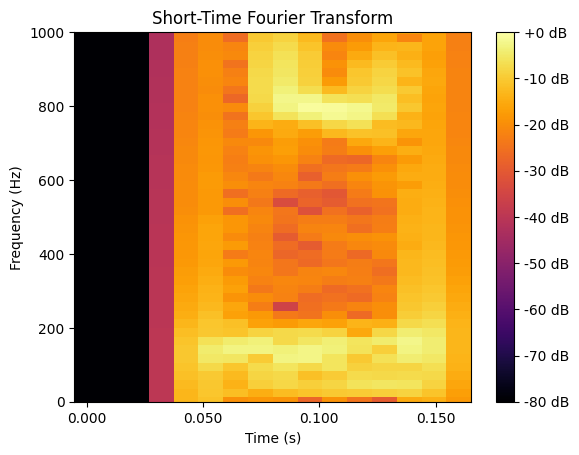 Short-Time Fourier Transform
1000
800
600
400
200
0
Frequency (Hz)
0.000
0.050
0.100
0.150
Time (s)
+0 dB
-10 dB
-20 dB
-30 dB
-40 dB
-50 dB
-60 dB
-70 dB
-80 dB